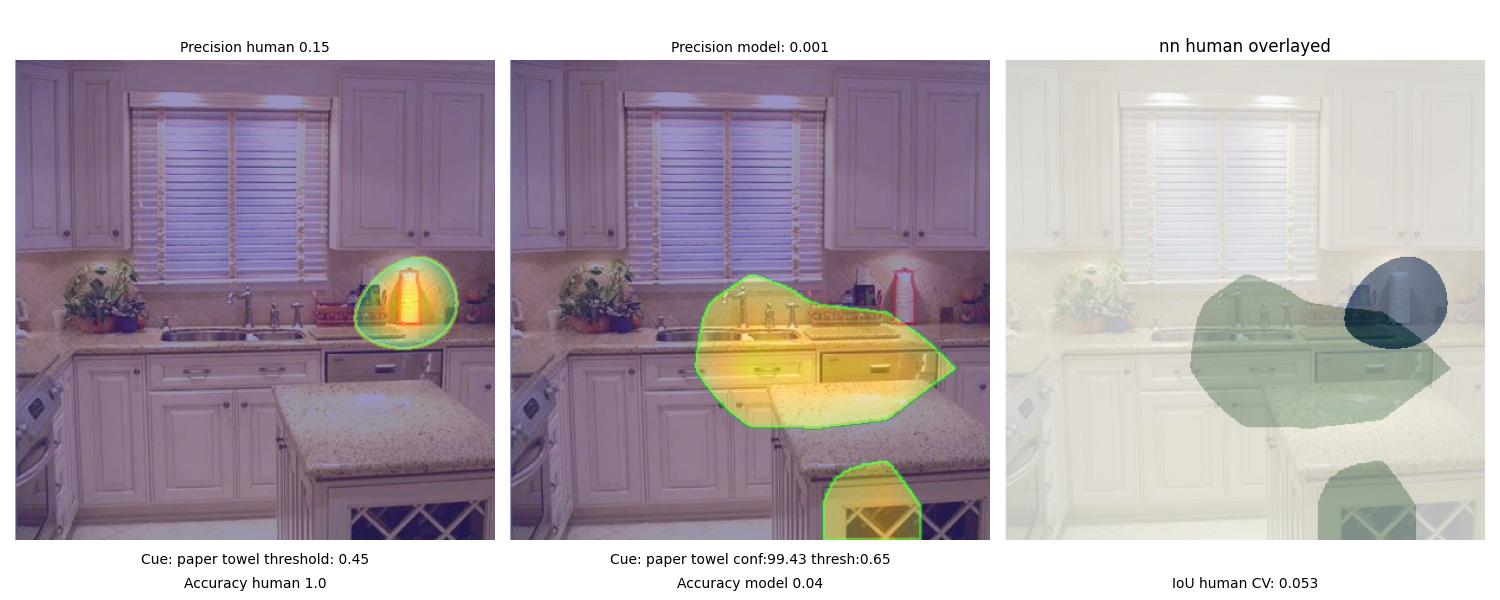 Precision human 0.15
Precision model: 0.001
nn human overlayed
Cue: paper towel threshold: 0.45
Accuracy human 1.0
Cue: paper towel conf:99.43 thresh:0.65
Accuracy model 0.04
IoU human CV: 0.053